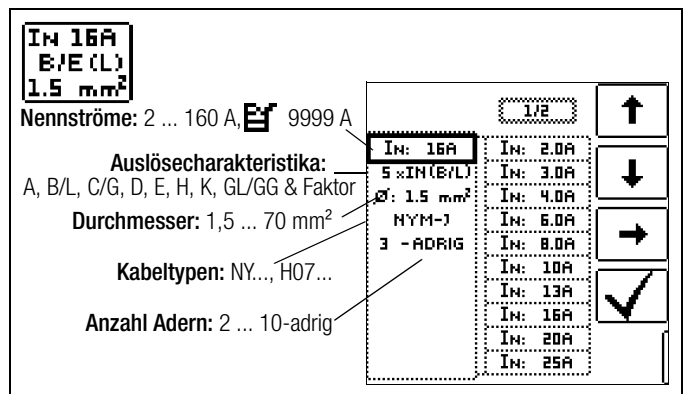 IN 16A
B/E(L)
1.5 mm²
Nennströme: 2 ... 160 A, 9999 A
Auslösecharakteristika:
A, B/L, C/G, D, E, H, K, GL/GG & Faktor
Durchmesser: 1,5 ... 70 mm²
Kabeltypen: NY..., H07...
Anzahl Adern: 2 ... 10-adrig
1/2
IN: 16A
5 xIN(B/L)
Ø: 1.5 mm²
NYM-J
3 -ADRIG
IN: 2.0A
IN: 3.0A
IN: 4.0A
IN: 6.0A
IN: 8.0A
IN: 10A
IN: 13A
IN: 16A
IN: 20A
IN: 25A